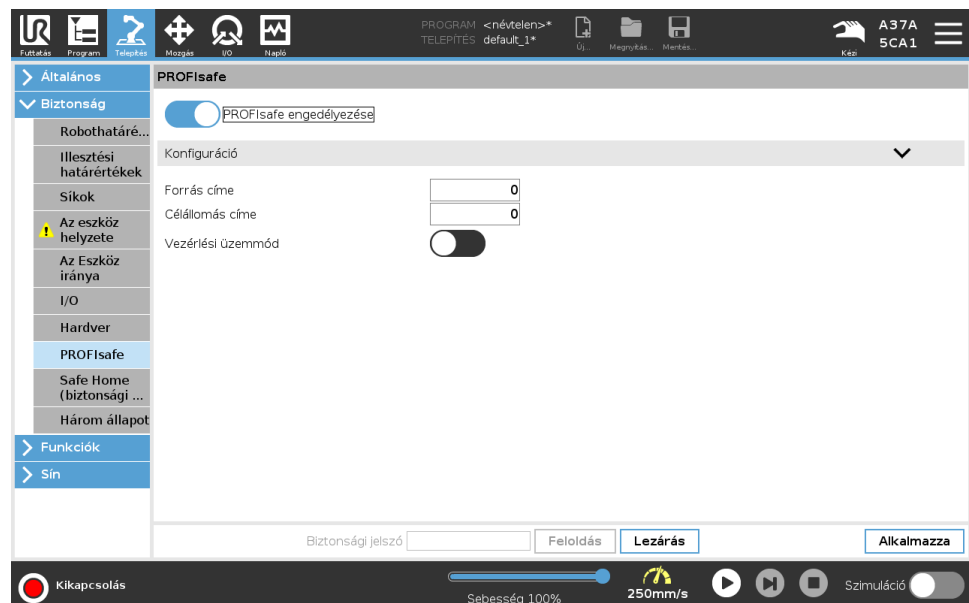 UR
Futtatás
Program
Telepítés
Mozgás
I/O
Napló
PROGRAM <névtelen>*
TELEPÍTÉS default_1*
Új...
Megnyitás...
Mentés...
Kézi
A37A
5CA1
Általános
Biztonság
Robothatáré...
Illesztési
határértékek
Síkok
Az eszköz
helyzete
Az Eszköz
iránya
I/O
Hardver
PROFIsafe
Safe Home
(biztonsági ...
Három állapot
Funkciók
Sín
PROFIsafe
PROFIsafe engedélyezése
Konfiguráció
Forrás címe 0
Célállomás címe 0
Vezérlési üzemmód
Biztonsági jelszó
Feloldás
Lezárás
Alkalmazza
Kikapcsolás
Sebesség 100%
250mm/s
Szimuláció